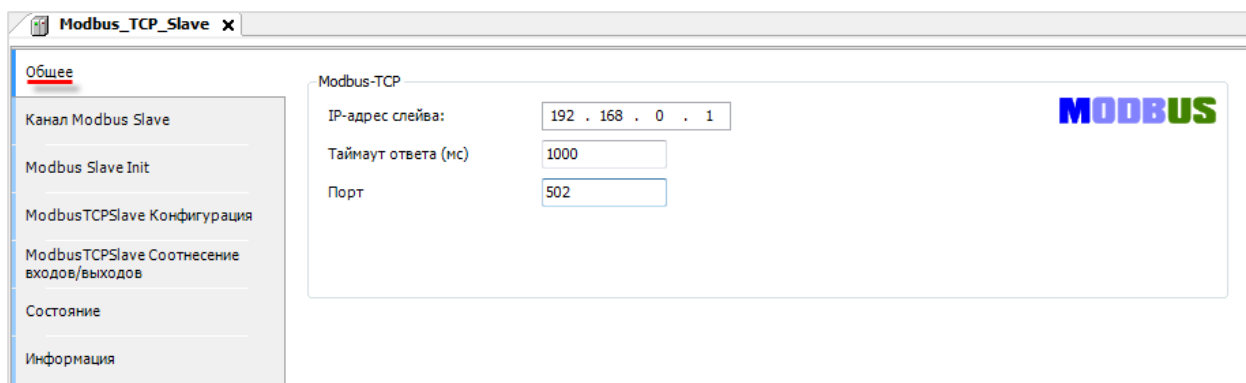 Modbus_TCP_Slave X
Общее
Канал Modbus Slave
Modbus Slave Init
ModbusTCPSlave Конфигурация
ModbusTCPSlave Соотнесение
входов/выходов
Состояние
Информация
Modbus-TCP
MODBUS
IP-адрес слейва: 192 . 168 . 0 . 1
Таймаут ответа (мс) 1000
Порт 502